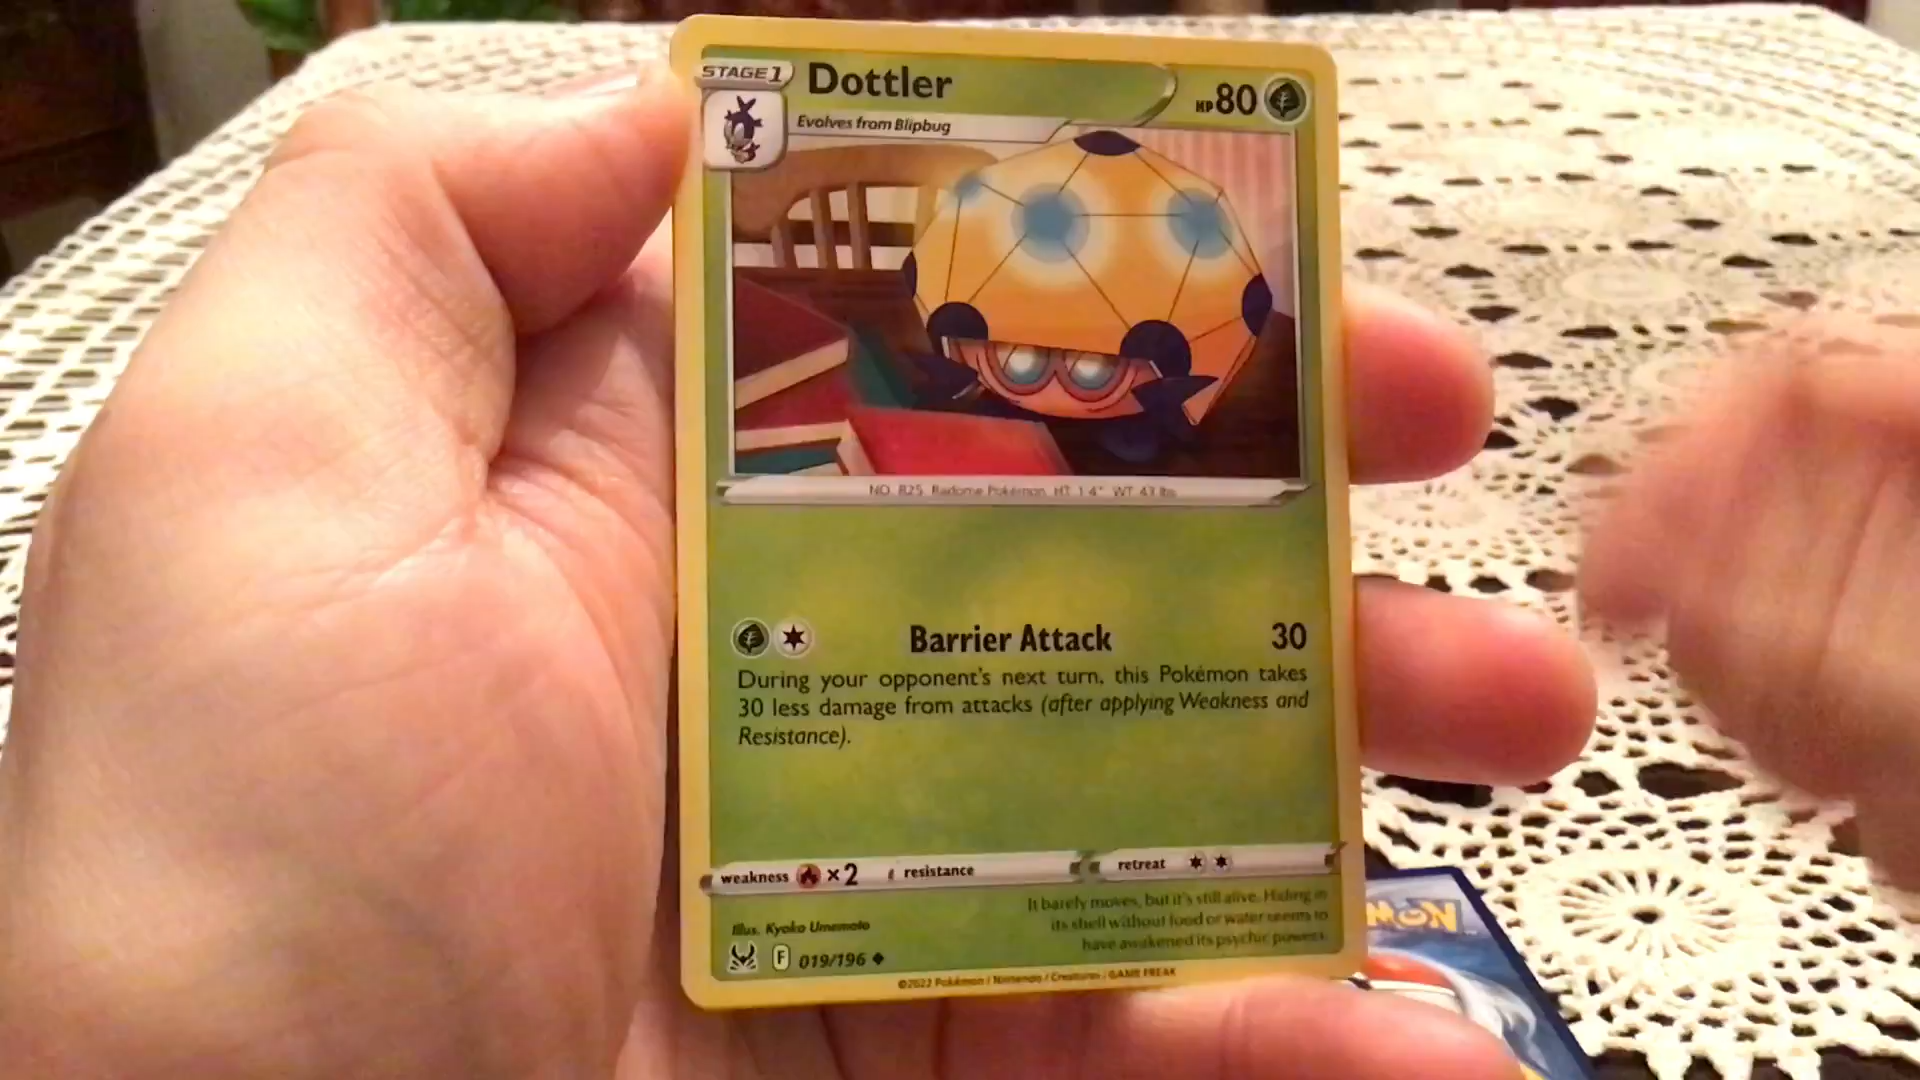 STAGE 1
Dottler
HP 80
Evolves from Blipbug
NO. 825 Radome Pokémon HT 1'4" WT 43 lbs.
Barrier Attack 30
During your opponent's next turn, this Pokémon takes
30 less damage from attacks (after applying Weakness and
Resistance).
weakness ×2 resistance retreat
It barely moves, but it's still alive. Hiding in
its shell without food or water seems to
have awakened its psychic powers.
Illus. Kyoko Umemoto
F 019/196
©2022 Pokémon / Nintendo / Creatures / GAME FREAK
MON